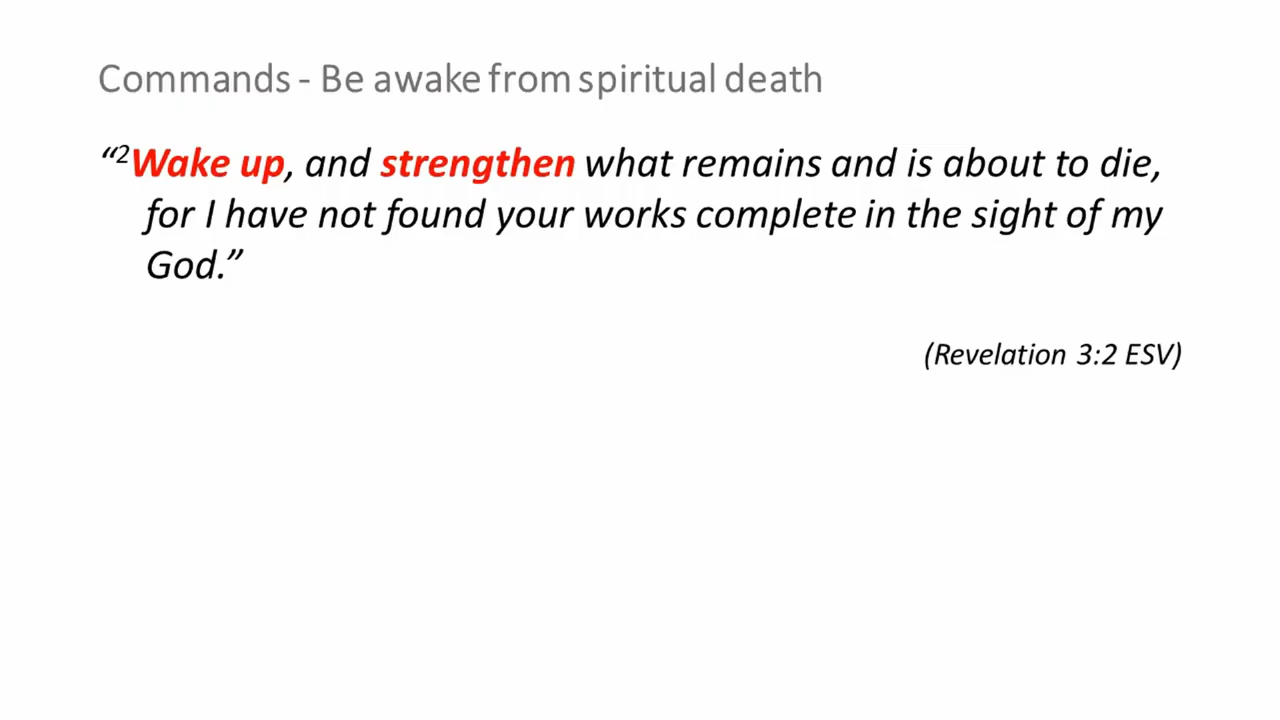 Commands - Be awake from spiritual death
“²Wake up, and strengthen what remains and is about to die,
for I have not found your works complete in the sight of my
God.”
(Revelation 3:2 ESV)